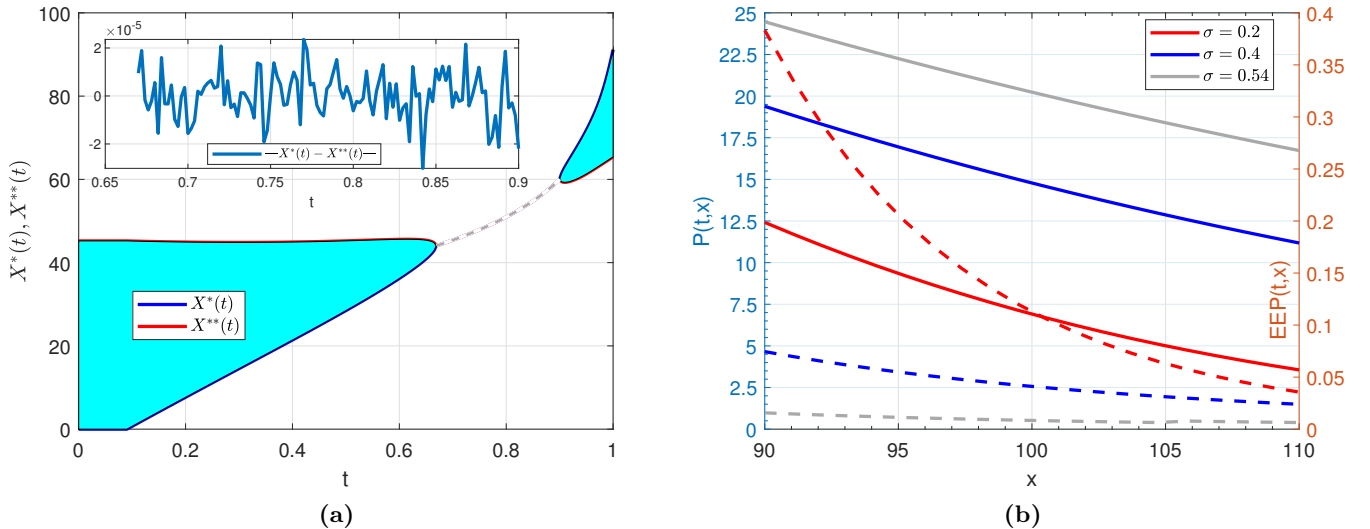 ×10⁻⁵
2
0
-2
0.65 0.7 0.75 0.8 0.85 0.9
t
—X*(t) − X**(t)—
X*(t), X**(t)
100
80
60
40
20
0
X*(t)
X**(t)
0 0.2 0.4 0.6 0.8 1
t
(a)
P(t,x)
25
22.5
20
17.5
15
12.5
10
7.5
5
2.5
0
σ = 0.2
σ = 0.4
σ = 0.54
0.4
0.35
0.3
0.25
0.2
0.15
0.1
0.05
0
EEP(t,x)
90 95 100 105 110
x
(b)